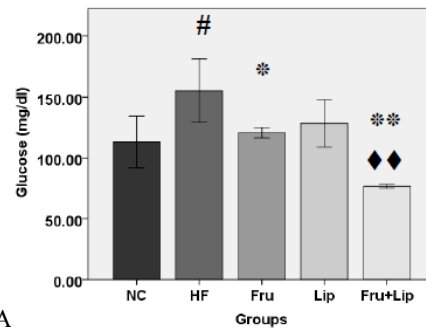 200.00
150.00
100.00
50.00
0.00
Glucose (mg/dl)
#
*
**
♦♦
NC HF Fru Lip Fru+Lip
Groups
A